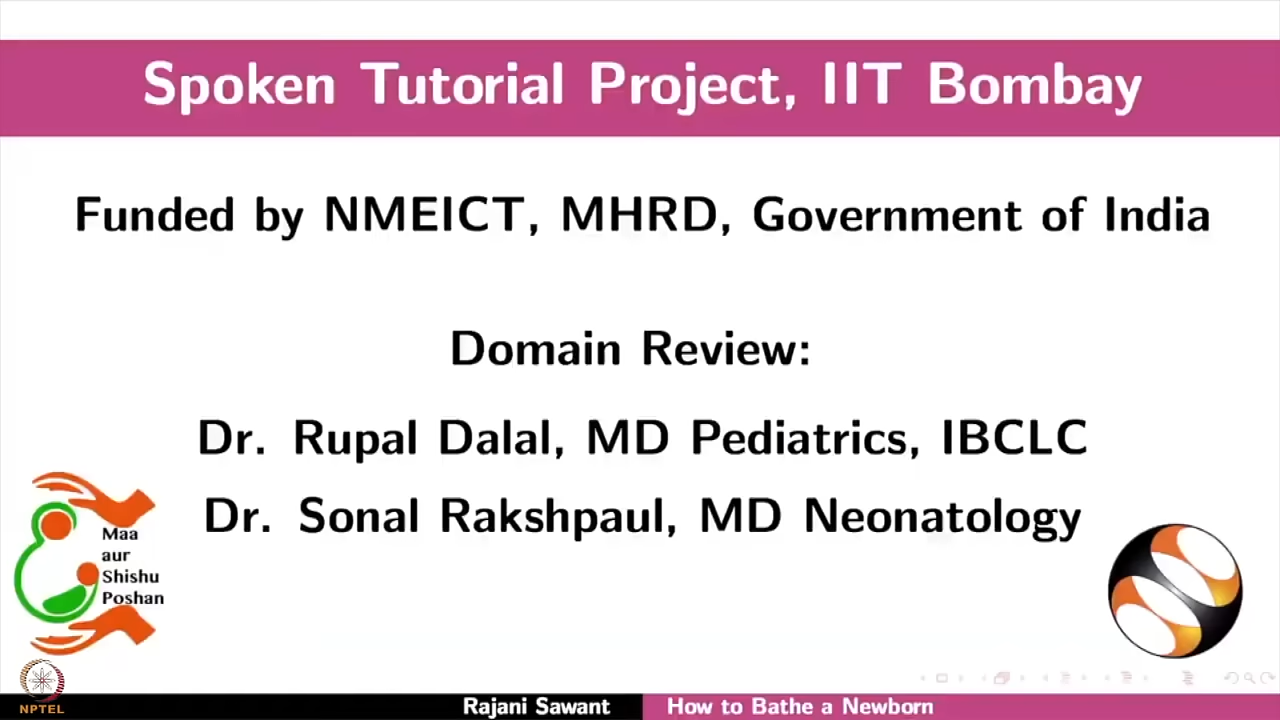 Spoken Tutorial Project, IIT Bombay
Funded by NMEICT, MHRD, Government of India
Domain Review:
Dr. Rupal Dalal, MD Pediatrics, IBCLC
Dr. Sonal Rakshpaul, MD Neonatology
Maa
aur
Shishu
Poshan
NPTEL
Rajani Sawant
How to Bathe a Newborn